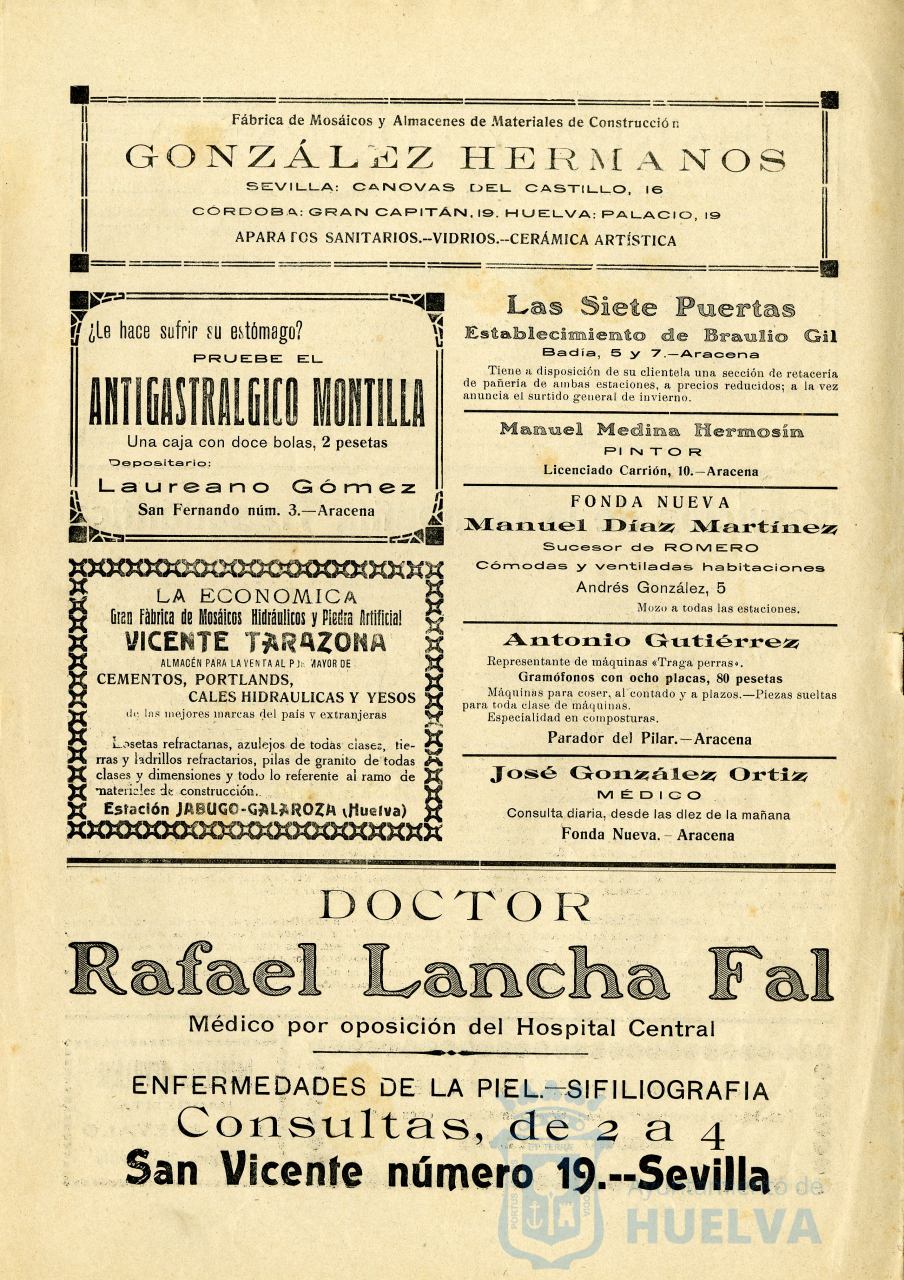 Fábrica de Mosáicos y Almacenes de Materiales de Construcción
GONZÁLEZ HERMANOS
SEVILLA: CANOVAS DEL CASTILLO, 16
CÓRDOBA: GRAN CAPITÁN, 19. HUELVA: PALACIO, 19
APARATOS SANITARIOS.--VIDRIOS.--CERÁMICA ARTÍSTICA
¿Le hace sufrir su estómago?
PRUEBE EL
ANTIGASTRALGICO MONTILLA
Una caja con doce bolas, 2 pesetas
Depositario:
Laureano Gómez
San Fernando núm. 3.—Aracena
LA ECONOMICA
Gran Fábrica de Mosáicos Hidráulicos y Piedra Artificial
VICENTE TARAZONA
ALMACÉN PARA LA VENTA AL POR MAYOR DE
CEMENTOS, PORTLANDS,
CALES HIDRAULICAS Y YESOS
de las mejores marcas del país y extranjeras
Losetas refractarias, azulejos de todas clases, tie-
rras y ladrillos refractarios, pilas de granito de todas
clases y dimensiones y todo lo referente al ramo de
materiales de construcción.
Estación JABUGO-GALAROZA (Huelva)
Las Siete Puertas
Establecimiento de Braulio Gil
Badía, 5 y 7.—Aracena
Tiene a disposición de su clientela una sección de retacería
de pañería de ambas estaciones, a precios reducidos; a la vez
anuncia el surtido general de invierno.
Manuel Medina Hermosín
PINTOR
Licenciado Carrión, 10.—Aracena
FONDA NUEVA
Manuel Díaz Martínez
Sucesor de ROMERO
Cómodas y ventiladas habitaciones
Andrés González, 5
Mozo a todas las estaciones.
Antonio Gutiérrez
Representante de máquinas «Traga perras».
Gramófonos con ocho placas, 80 pesetas
Máquinas para coser, al contado y a plazos.—Piezas sueltas
para toda clase de máquinas.
Especialidad en composturas.
Parador del Pilar.—Aracena
José González Ortiz
MÉDICO
Consulta diaria, desde las diez de la mañana
Fonda Nueva. - Aracena
DOCTOR
Rafael Lancha Fal
Médico por oposición del Hospital Central
ENFERMEDADES DE LA PIEL.—SIFILIOGRAFIA
Consultas, de 2 a 4
San Vicente número 19.--Sevilla
Ayuntamiento de
HUELVA